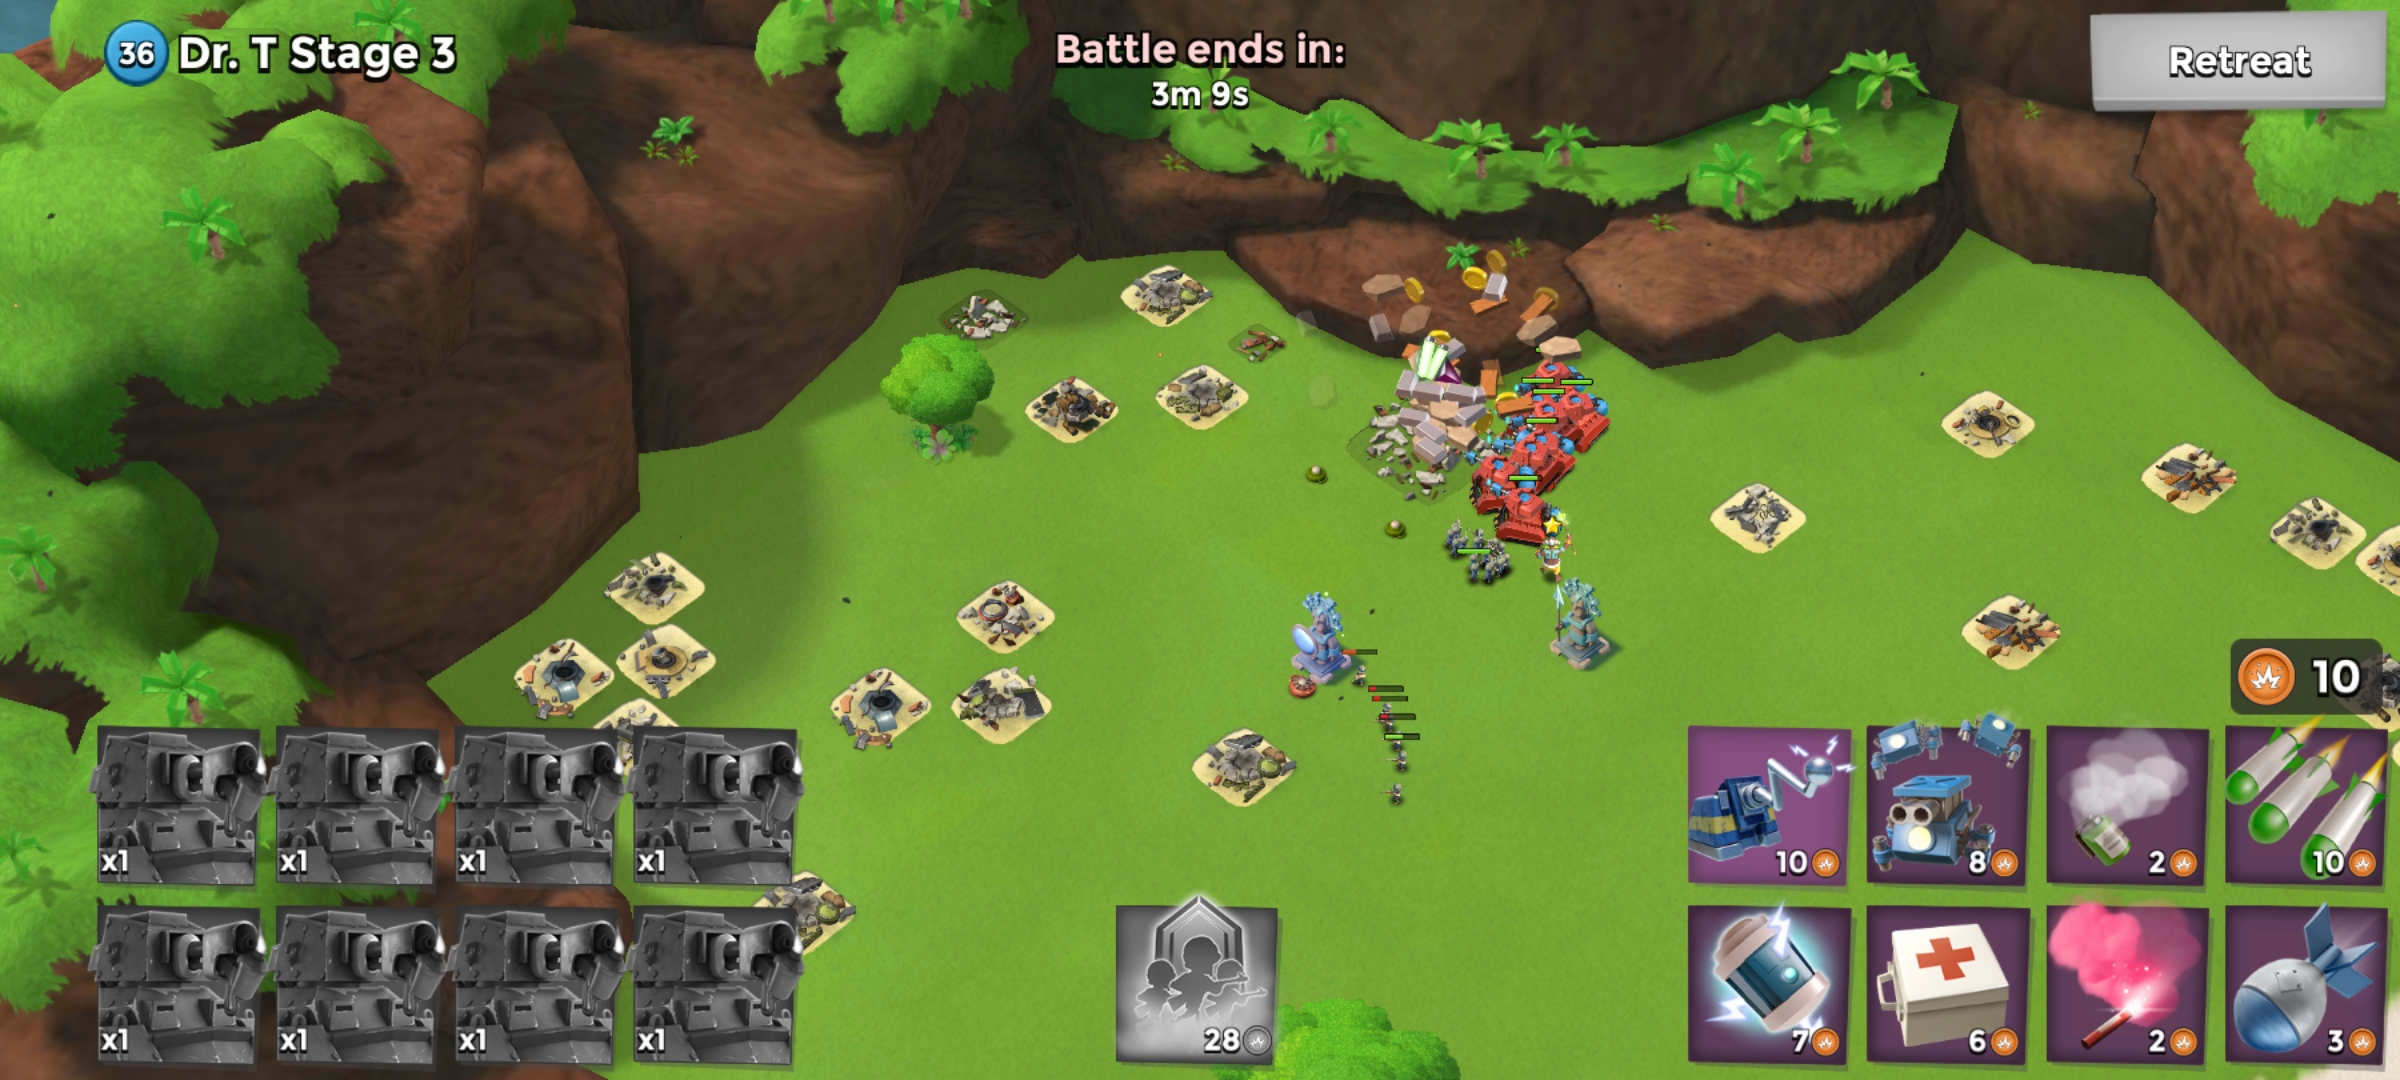 36 Dr. T Stage 3
Battle ends in:
3m 9s
Retreat
10
x1 x1 x1 x1
10 8 2 10
x1 x1 x1 x1
28
7 6 2 3